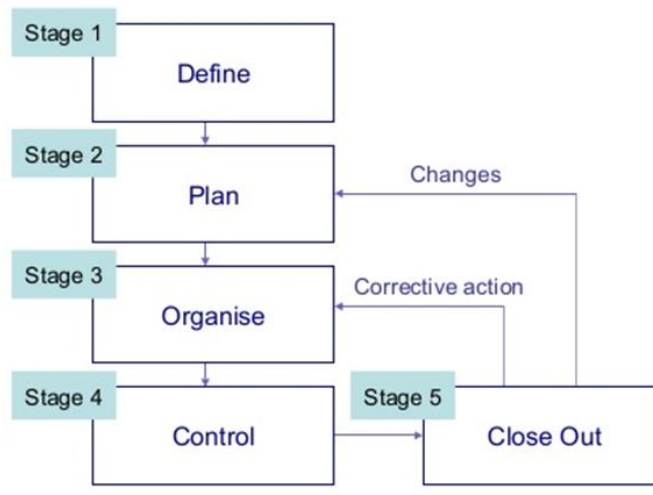 Stage 1
Define
Stage 2
Plan
Changes
Stage 3
Organise
Corrective action
Stage 4
Control
Stage 5
Close Out